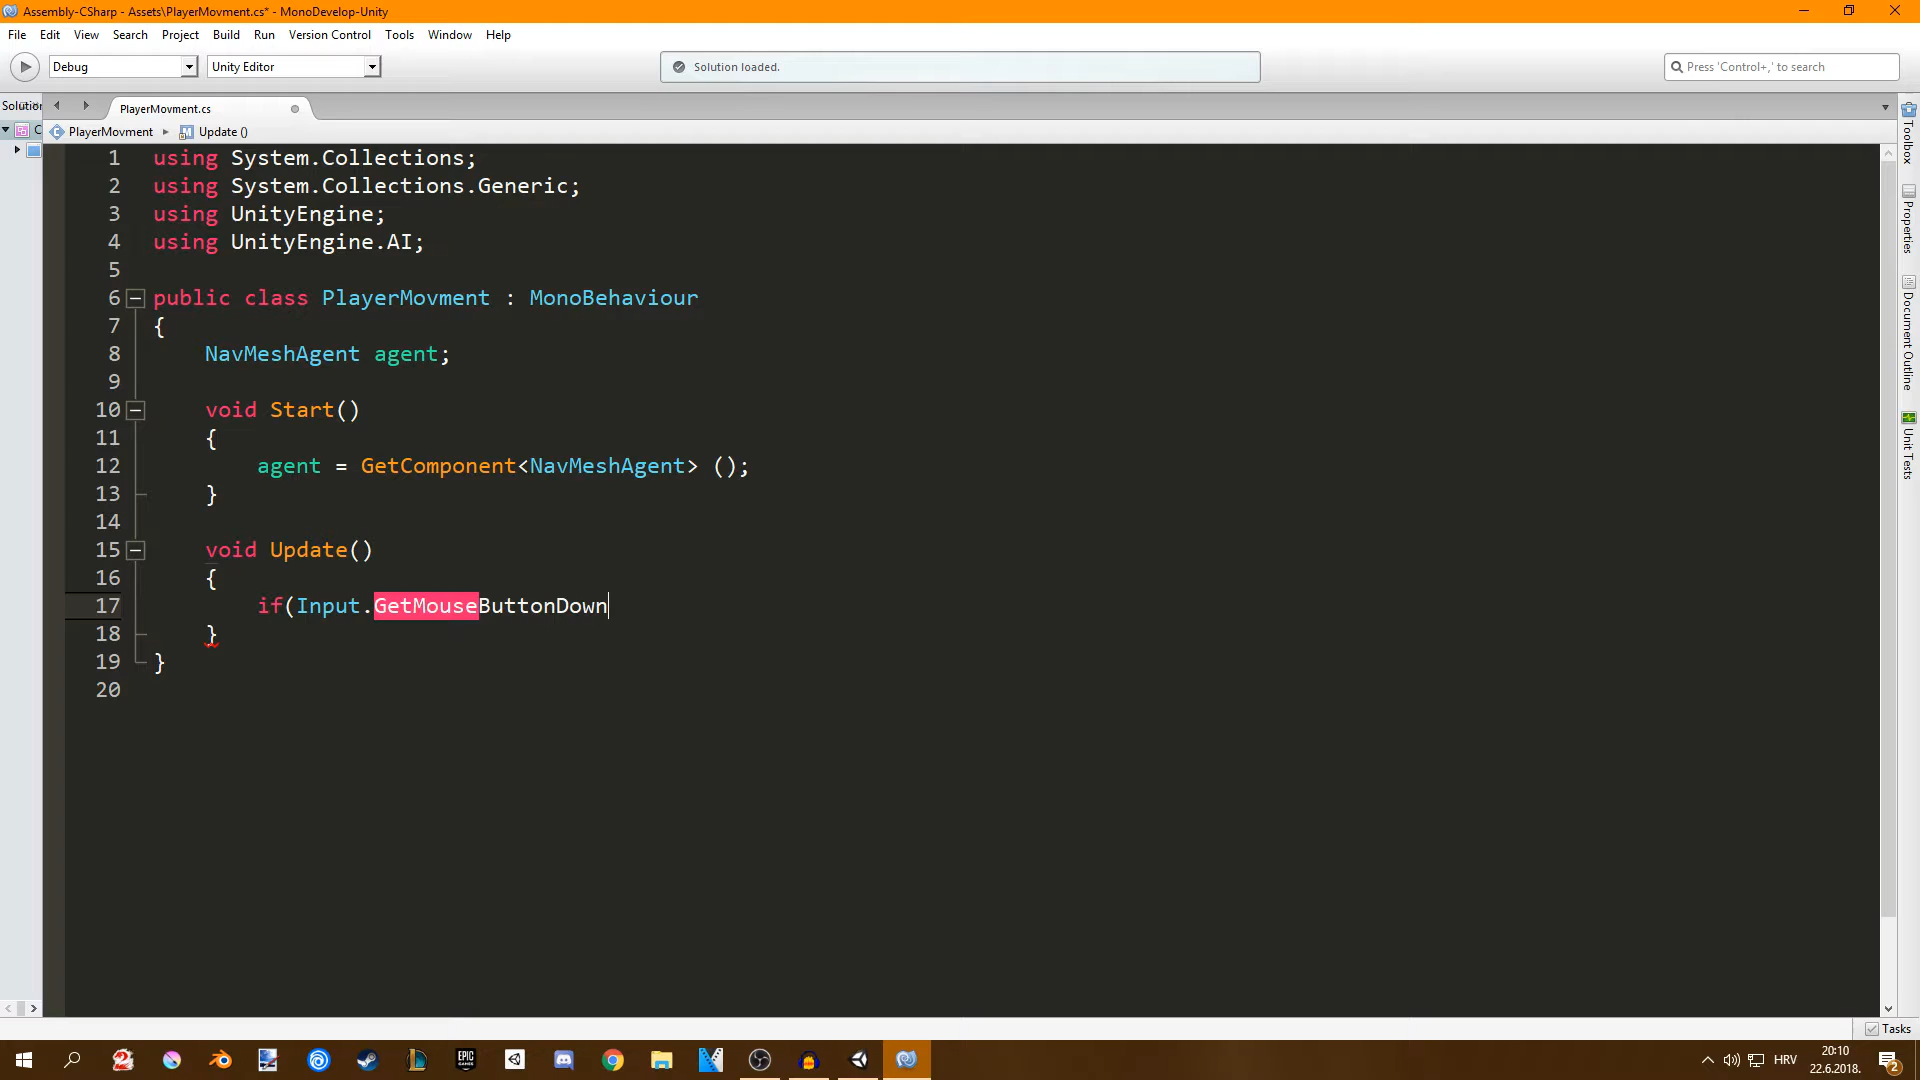 Assembly-CSharp - Assets\PlayerMovment.cs* - MonoDevelop-Unity
File Edit View Search Project Build Run Version Control Tools Window Help
Debug Unity Editor Solution loaded. Press 'Control+,' to search
Solution PlayerMovment.cs
C PlayerMovment Update ()
1 using System.Collections;
2 using System.Collections.Generic;
3 using UnityEngine;
4 using UnityEngine.AI;
5
6 public class PlayerMovment : MonoBehaviour
7 {
8 NavMeshAgent agent;
9
10 void Start()
11 {
12 agent = GetComponent<NavMeshAgent> ();
13 }
14
15 void Update()
16 {
17 if(Input.GetMouseButtonDown
18 }
19 }
20
Toolbox
Properties
Document Outline
Unit Tests
Tasks
EPIC GAMES
HRV
20:10
22.6.2018.
2